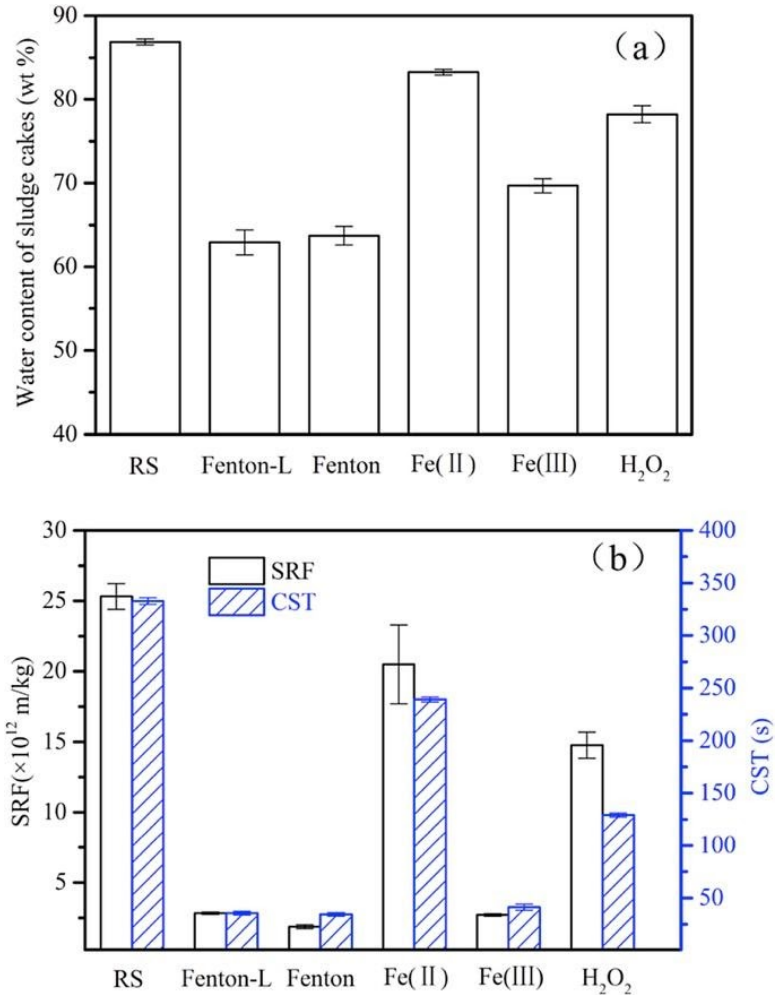 (a)
Water content of sludge cakes (wt %)
90
80
70
60
50
40
RS Fenton-L Fenton Fe(Ⅱ) Fe(Ⅲ) H₂O₂
(b)
SRF
CST
SRF(×10¹² m/kg)
30
25
20
15
10
5
CST (s)
400
350
300
250
200
150
100
50
RS Fenton-L Fenton Fe(Ⅱ) Fe(Ⅲ) H₂O₂